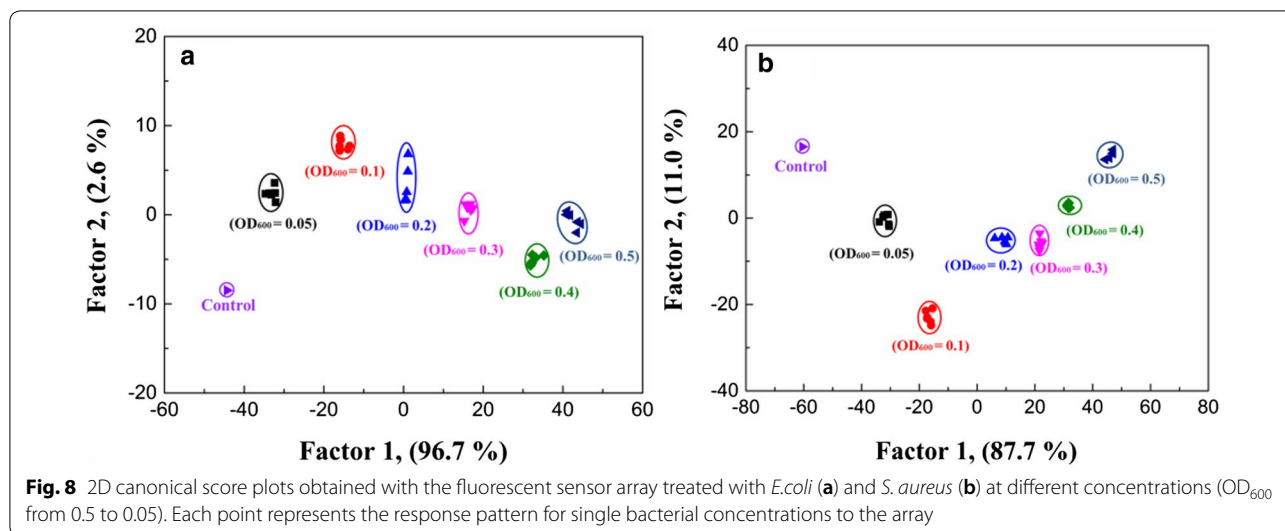 a
20
10
0
-10
-20
Factor 2, (2.6 %)
(OD600 = 0.05)
(OD600 = 0.1)
(OD600 = 0.2)
(OD600 = 0.3)
(OD600 = 0.4)
(OD600 = 0.5)
Control
-60
-40
-20
0
20
40
60
Factor 1, (96.7 %)
b
40
20
0
-20
-40
Factor 2, (11.0 %)
Control
(OD600 = 0.05)
(OD600 = 0.1)
(OD600 = 0.2)
(OD600 = 0.3)
(OD600 = 0.4)
(OD600 = 0.5)
-80
-60
-40
-20
0
20
40
60
80
Factor 1, (87.7 %)
Fig. 8 2D canonical score plots obtained with the fluorescent sensor array treated with E.coli (a) and S. aureus (b) at different concentrations (OD600
from 0.5 to 0.05). Each point represents the response pattern for single bacterial concentrations to the array